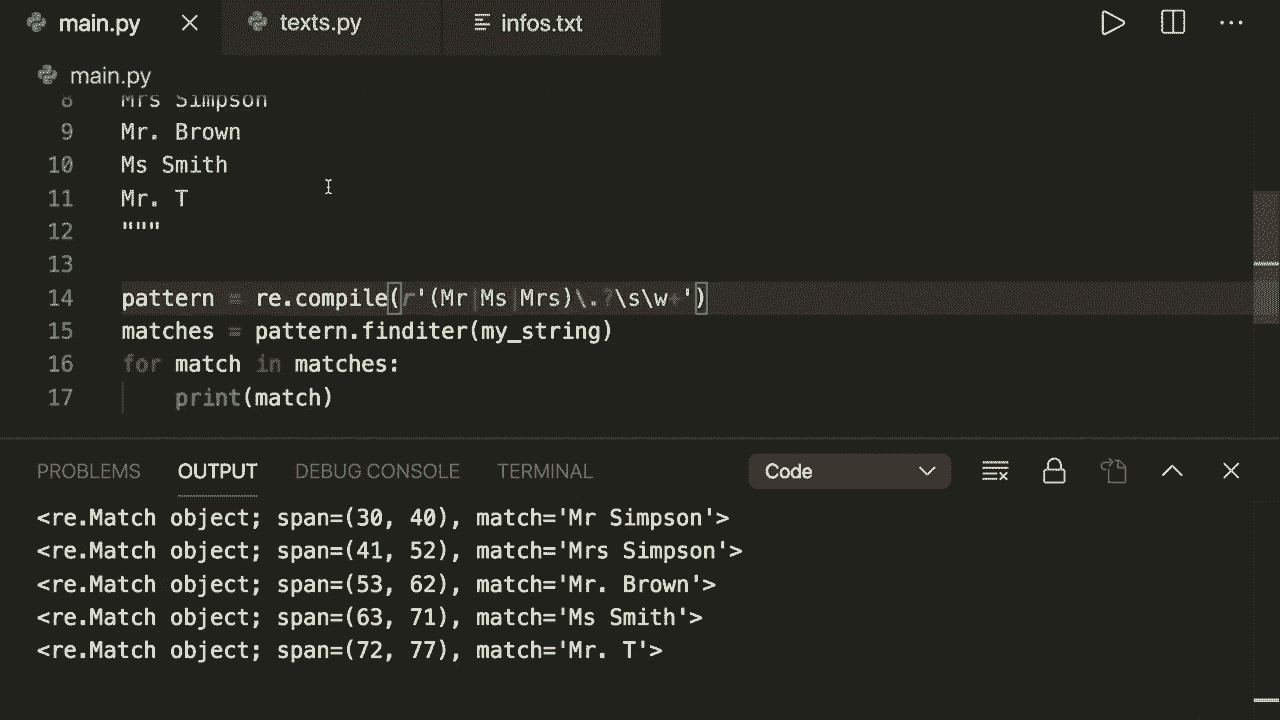 main.py
texts.py
infos.txt
main.py
8 Mrs Simpson
9 Mr. Brown
10 Ms Smith
11 Mr. T
12 """
13
14 pattern = re.compile(r'(Mr|Ms|Mrs)\.?\s\w+')
15 matches = pattern.finditer(my_string)
16 for match in matches:
17 print(match)
PROBLEMS OUTPUT DEBUG CONSOLE TERMINAL Code
<re.Match object; span=(30, 40), match='Mr Simpson'>
<re.Match object; span=(41, 52), match='Mrs Simpson'>
<re.Match object; span=(53, 62), match='Mr. Brown'>
<re.Match object; span=(63, 71), match='Ms Smith'>
<re.Match object; span=(72, 77), match='Mr. T'>